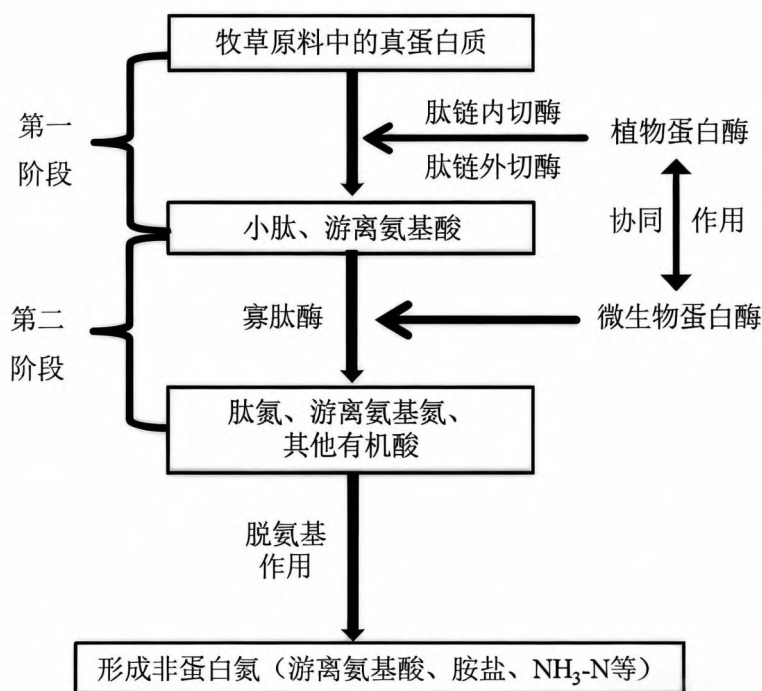 牧草原料中的真蛋白质
第一
阶段
肽链内切酶
肽链外切酶
植物蛋白酶
协同 作用
小肽、游离氨基酸
第二
阶段
寡肽酶
微生物蛋白酶
肽氮、游离氨基氮、
其他有机酸
脱氨基
作用
形成非蛋白氮（游离氨基酸、胺盐、NH₃-N等）